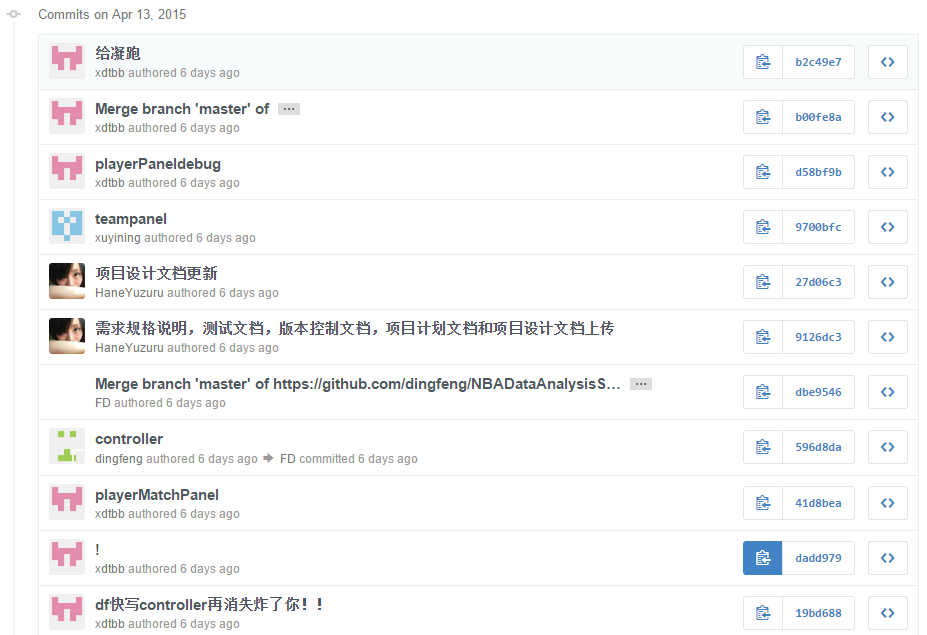 Commits on Apr 13, 2015
给凝跑
xdtbb authored 6 days ago
b2c49e7
Merge branch 'master' of ...
xdtbb authored 6 days ago
b00fe8a
playerPaneldebug
xdtbb authored 6 days ago
d58bf9b
teampanel
xuyining authored 6 days ago
9700bfc
项目设计文档更新
HaneYuzuru authored 6 days ago
27d06c3
需求规格说明，测试文档，版本控制文档，项目计划文档和项目设计文档上传
HaneYuzuru authored 6 days ago
9126dc3
Merge branch 'master' of https://github.com/dingfeng/NBADataAnalysisS… ...
FD authored 6 days ago
dbe9546
controller
dingfeng authored 6 days ago → FD committed 6 days ago
596d8da
playerMatchPanel
xdtbb authored 6 days ago
41d8bea
!
xdtbb authored 6 days ago
dadd979
df快写controller再消失炸了你！！
xdtbb authored 6 days ago
19bd688